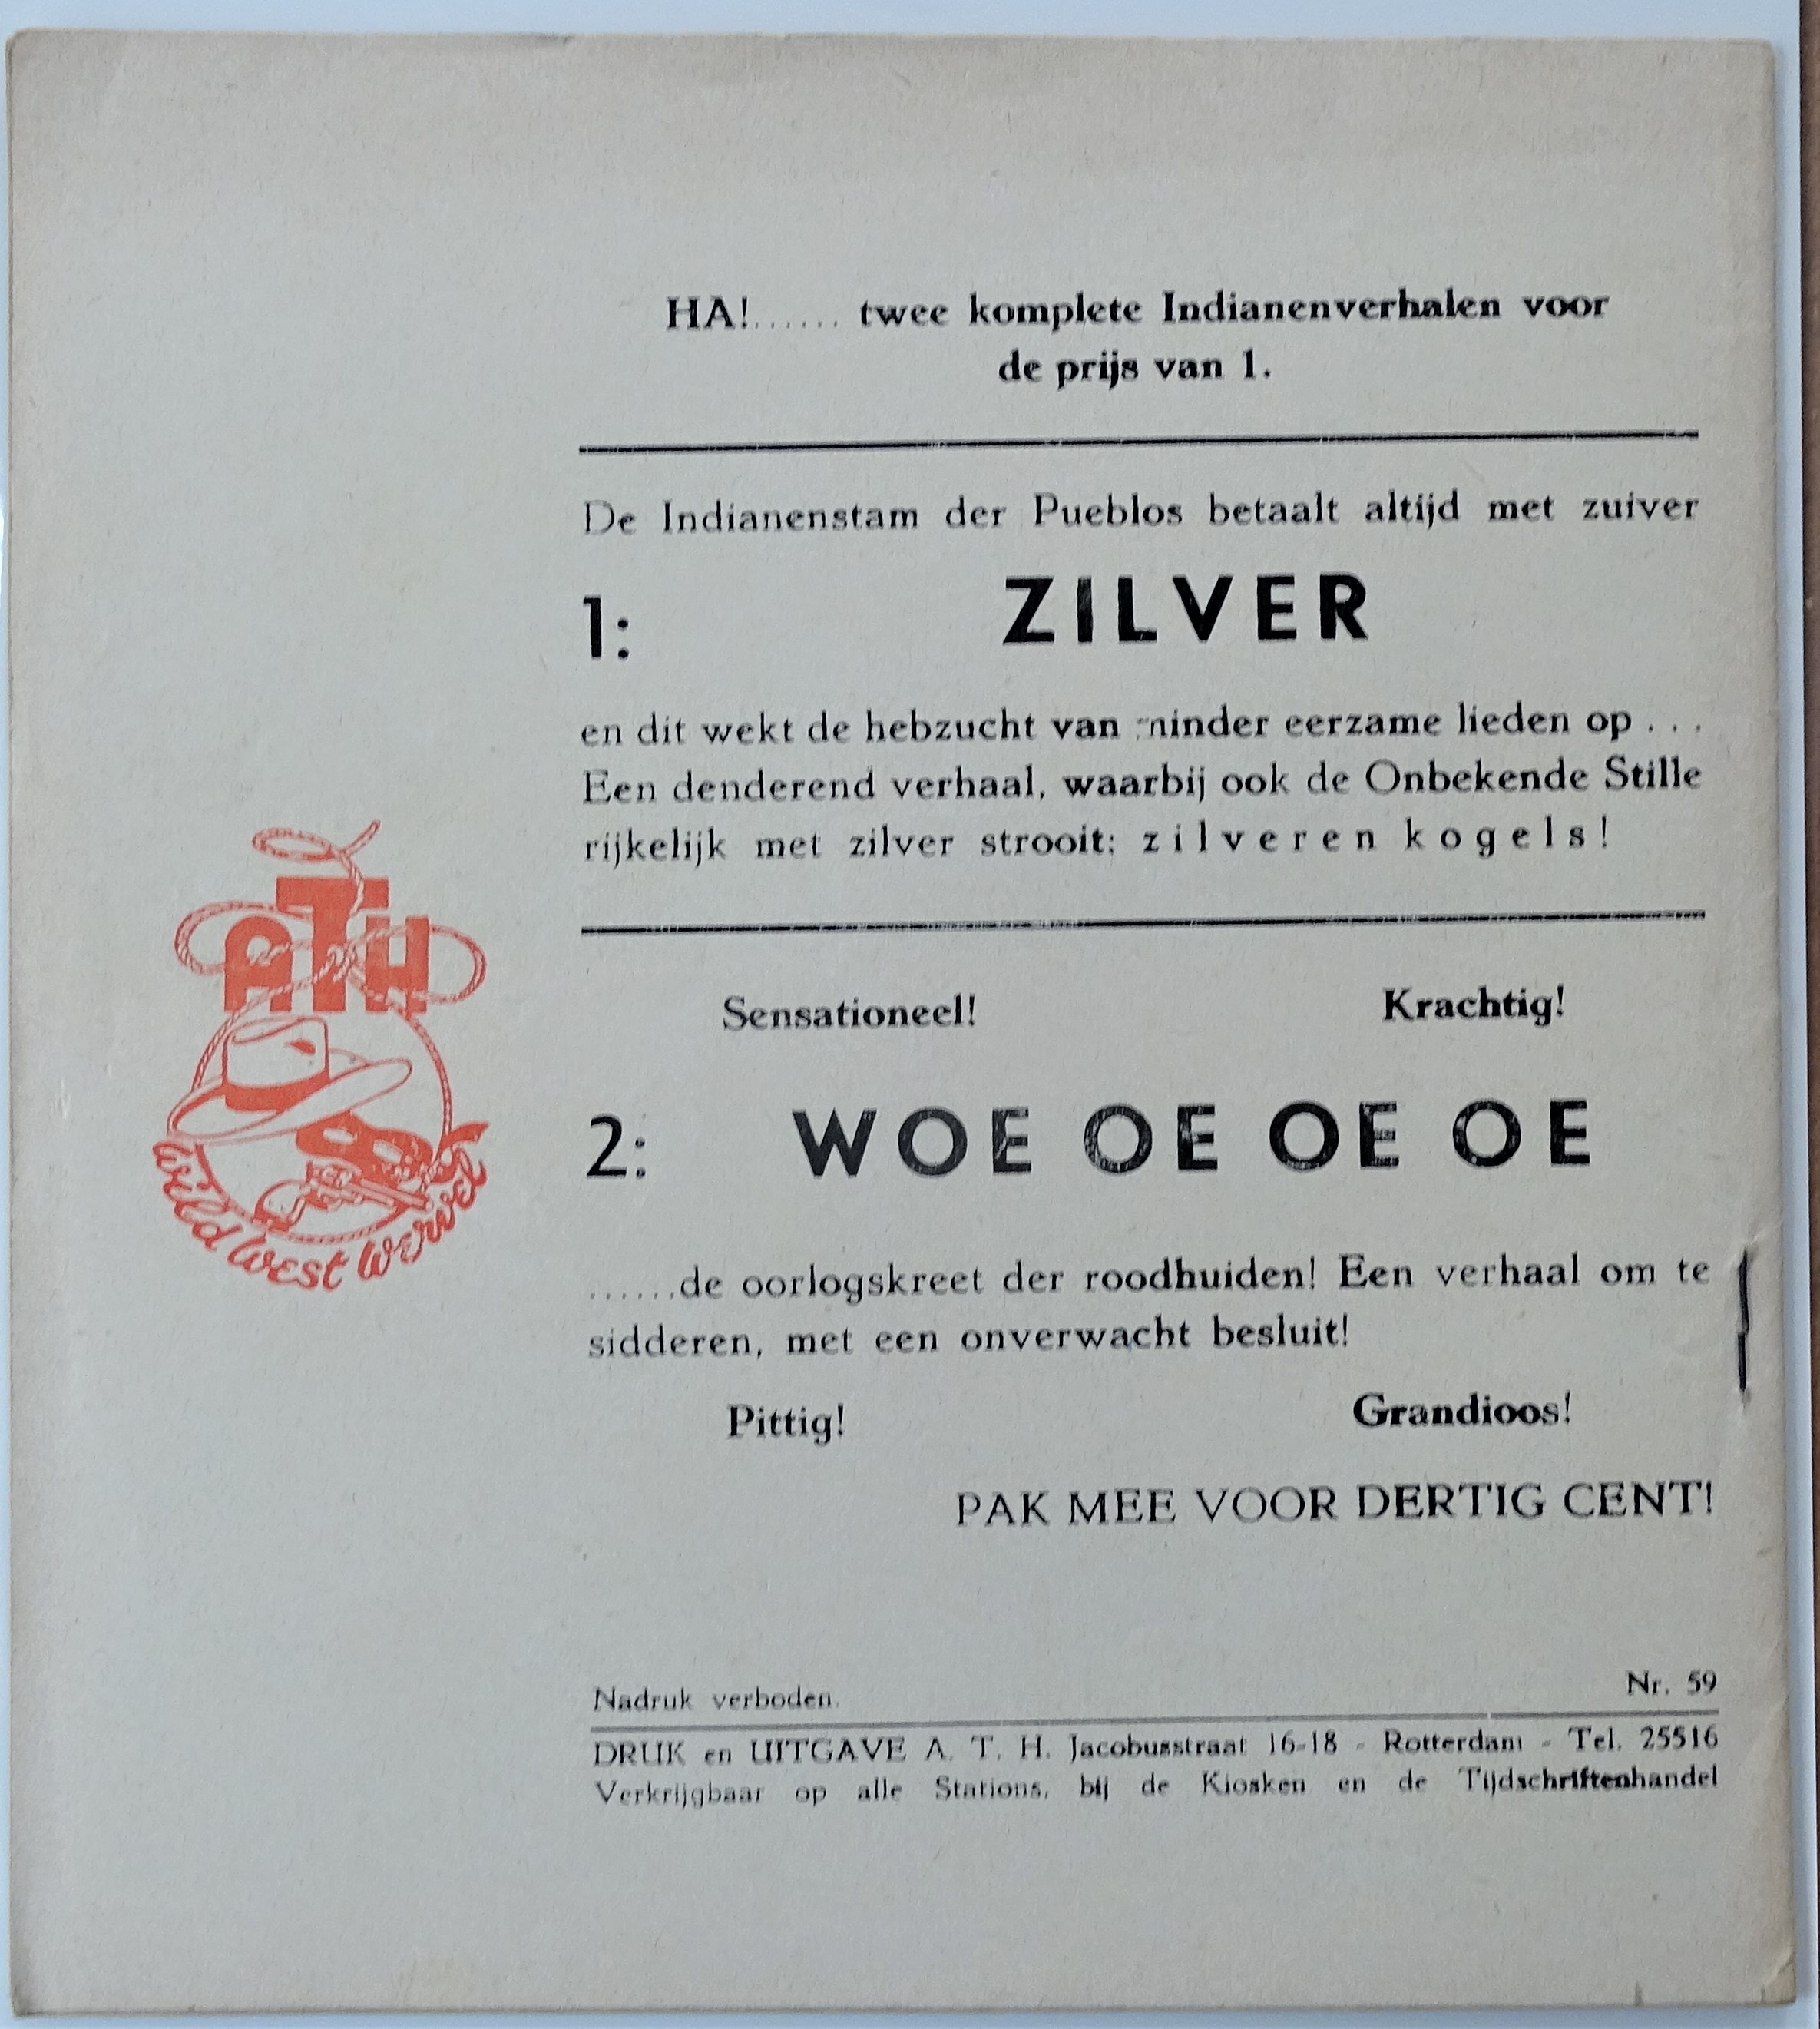 HA!...... twee komplete Indianenverhalen voor
de prijs van 1.
De Indianenstam der Pueblos betaalt altijd met zuiver
1: ZILVER
en dit wekt de hebzucht van minder eerzame lieden op . . .
Een denderend verhaal, waarbij ook de Onbekende Stille
rijkelijk met zilver strooit: zilveren kogels!
ATH
Wild West Wervel
Sensationeel! Krachtig!
2: WOE OE OE OE
......de oorlogskreet der roodhuiden! Een verhaal om te
sidderen, met een onverwacht besluit!
Pittig! Grandioos!
PAK MEE VOOR DERTIG CENT!
Nadruk verboden. Nr. 59
DRUK en UITGAVE A. T. H. Jacobusstraat 16-18 - Rotterdam - Tel. 25516
Verkrijgbaar op alle Stations, bij de Kiosken en de Tijdschriftenhandel